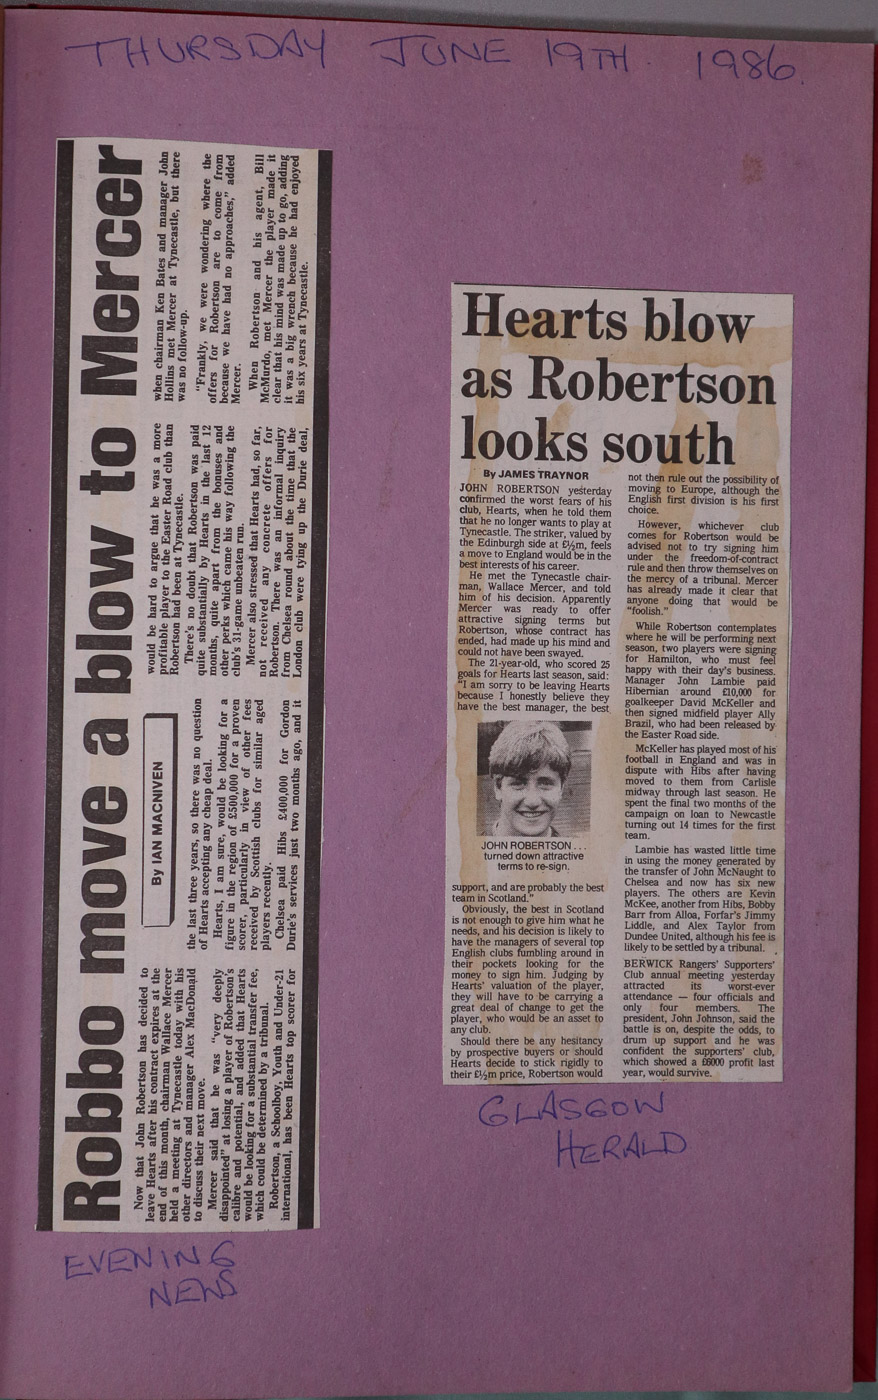 THURSDAY JUNE 19TH. 1986.
Robbo move a blow to Mercer
By IAN MACNIVEN
Now that John Robertson has decided to
leave Hearts after his contract expires at the
end of this month, chairman Wallace Mercer
held a meeting at Tynecastle today with his
other directors and manager Alex MacDonald
to discuss their next move.
Mercer said that he was "very deeply
disappointed" at losing a player of Robertson's
calibre and potential, and added that Hearts
would be looking for a substantial transfer fee,
which could be determined by a tribunal.
Robertson, a Schoolboy, Youth and Under-21
international, has been Hearts top scorer for
the last three years, so there was no question
of Hearts accepting any cheap deal.
Hearts, I am sure, would be looking for a
figure in the region of £500,000 for a proven
scorer, particularly in view of other fees
received by Scottish clubs for similar aged
players recently.
Chelsea paid Hibs £400,000 for Gordon
Durie's services just two months ago, and it
would be hard to argue that he was a more
profitable player to the Easter Road club than
Robertson had been at Tynecastle.
There's no doubt that Robertson was paid
quite substantially by Hearts in the last 12
months, quite apart from the bonuses and
other perks which came his way following the
club's 31-game unbeaten run.
Mercer also stressed that Hearts had, so far,
not received any concrete offers for
Robertson. There was an informal inquiry
from Chelsea round about the time that the
London club were tying up the Durie deal,
when chairman Ken Bates and manager John
Hollins met Mercer at Tynecastle, but there
was no follow-up.
"Frankly, we were wondering where the
offers for Robertson are to come from
because we have had no approaches," added
Mercer.
When Robertson and his agent, Bill
McMurdo, met Mercer the player made it
clear that his mind was made up to go, adding
it was a big wrench because he had enjoyed
his six years at Tynecastle.
EVENING
NEWS
Hearts blow
as Robertson
looks south
By JAMES TRAYNOR
JOHN ROBERTSON yesterday
confirmed the worst fears of his
club, Hearts, when he told them
that he no longer wants to play at
Tynecastle. The striker, valued by
the Edinburgh side at £½m, feels
a move to England would be in the
best interests of his career.
He met the Tynecastle chair-
man, Wallace Mercer, and told
him of his decision. Apparently
Mercer was ready to offer
attractive signing terms but
Robertson, whose contract has
ended, had made up his mind and
could not have been swayed.
The 21-year-old, who scored 25
goals for Hearts last season, said:
"I am sorry to be leaving Hearts
because I honestly believe they
have the best manager, the best
JOHN ROBERTSON . . .
turned down attractive
terms to re-sign.
support, and are probably the best
team in Scotland."
Obviously, the best in Scotland
is not enough to give him what he
needs, and his decision is likely to
have the managers of several top
English clubs fumbling around in
their pockets looking for the
money to sign him. Judging by
Hearts' valuation of the player,
they will have to be carrying a
great deal of change to get the
player, who would be an asset to
any club.
Should there be any hesitancy
by prospective buyers or should
Hearts decide to stick rigidly to
their £½m price, Robertson would
not then rule out the possibility of
moving to Europe, although the
English first division is his first
choice.
However, whichever club
comes for Robertson would be
advised not to try signing him
under the freedom-of-contract
rule and then throw themselves on
the mercy of a tribunal. Mercer
has already made it clear that
anyone doing that would be
"foolish."
While Robertson contemplates
where he will be performing next
season, two players were signing
for Hamilton, who must feel
happy with their day's business.
Manager John Lambie paid
Hibernian around £10,000 for
goalkeeper David McKeller and
then signed midfield player Ally
Brazil, who had been released by
the Easter Road side.
McKeller has played most of his
football in England and was in
dispute with Hibs after having
moved to them from Carlisle
midway through last season. He
spent the final two months of the
campaign on loan to Newcastle
turning out 14 times for the first
team.
Lambie has wasted little time
in using the money generated by
the transfer of John McNaught to
Chelsea and now has six new
players. The others are Kevin
McKee, another from Hibs, Bobby
Barr from Alloa, Forfar's Jimmy
Liddle, and Alex Taylor from
Dundee United, although his fee is
likely to be settled by a tribunal.
BERWICK Rangers' Supporters'
Club annual meeting yesterday
attracted its worst-ever
attendance — four officials and
only four members. The
president, John Johnson, said the
battle is on, despite the odds, to
drum up support and he was
confident the supporters' club,
which showed a £6000 profit last
year, would survive.
GLASGOW
HERALD